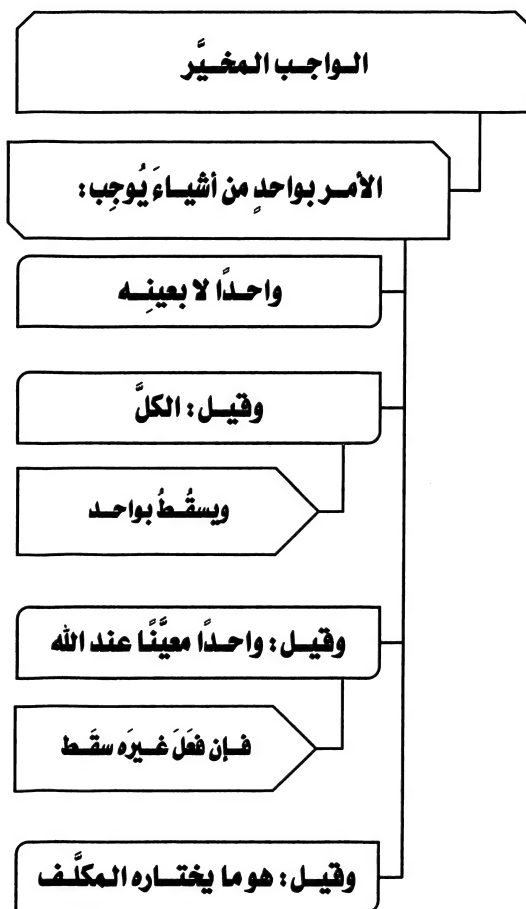 الواجب المخيَّر
الأمر بواحدٍ من أشياءَ يُوجِب:
واحدًا لا بعينِه
وقيل: الكلَّ
ويسقُطُ بواحد
وقيل: واحدًا معيَّنًا عند الله
فإن فعَلَ غيرَه سقَط
وقيل: هو ما يختاره المكلَّف